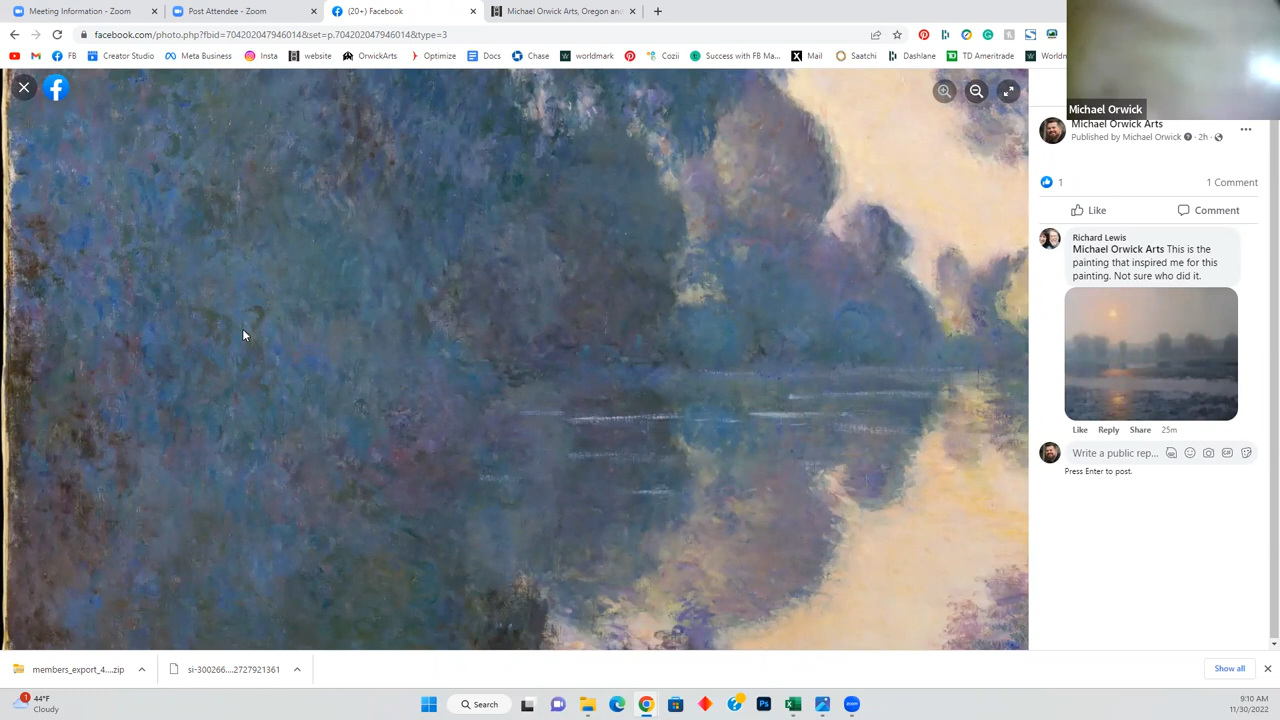 Meeting Information - Zoom
Post Attendee - Zoom
(20+) Facebook
Michael Orwick Arts, Oregon and
facebook.com/photo.php?fbid=704202047946014&set=p.704202047946014&type=3
FB
Creator Studio
Meta Business
Insta
website
OrwickArts
Optimize
Docs
Chase
worldmark
Cozii
Success with FB Ma...
Mail
Saatchi
Dashlane
TD Ameritrade
Michael Orwick
Michael Orwick Arts
Published by Michael Orwick · 2h ·
1
1 Comment
Like
Comment
Richard Lewis
Michael Orwick Arts This is the
painting that inspired me for this
painting. Not sure who did it.
Like Reply Share 25m
Write a public rep...
Press Enter to post.
members_export_4....zip
si-300266....2727921361
Show all
1
44°F
Cloudy
Search
zoom
9:10 AM
11/30/2022